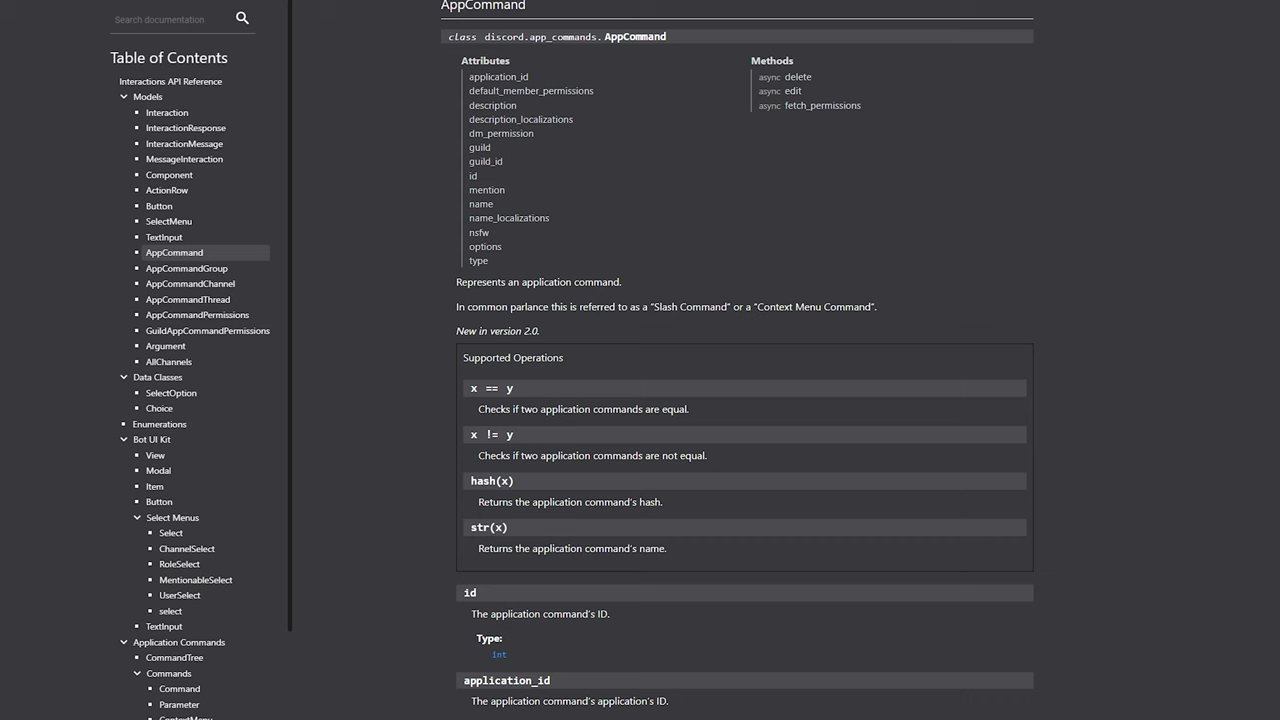 Search documentation
Table of Contents
Interactions API Reference
Models
Interaction
InteractionResponse
InteractionMessage
MessageInteraction
Component
ActionRow
Button
SelectMenu
TextInput
AppCommand
AppCommandGroup
AppCommandChannel
AppCommandThread
AppCommandPermissions
GuildAppCommandPermissions
Argument
AllChannels
Data Classes
SelectOption
Choice
Enumerations
Bot UI Kit
View
Modal
Item
Button
Select Menus
Select
ChannelSelect
RoleSelect
MentionableSelect
UserSelect
select
TextInput
Application Commands
CommandTree
Commands
Command
Parameter
ContextMenu
AppCommand
class discord.app_commands.AppCommand
Attributes
application_id
default_member_permissions
description
description_localizations
dm_permission
guild
guild_id
id
mention
name
name_localizations
nsfw
options
type
Methods
async delete
async edit
async fetch_permissions
Represents an application command.
In common parlance this is referred to as a “Slash Command” or a “Context Menu Command”.
New in version 2.0.
Supported Operations
x == y
Checks if two application commands are equal.
x != y
Checks if two application commands are not equal.
hash(x)
Returns the application command’s hash.
str(x)
Returns the application command’s name.
id
The application command’s ID.
Type:
int
application_id
The application command’s application’s ID.